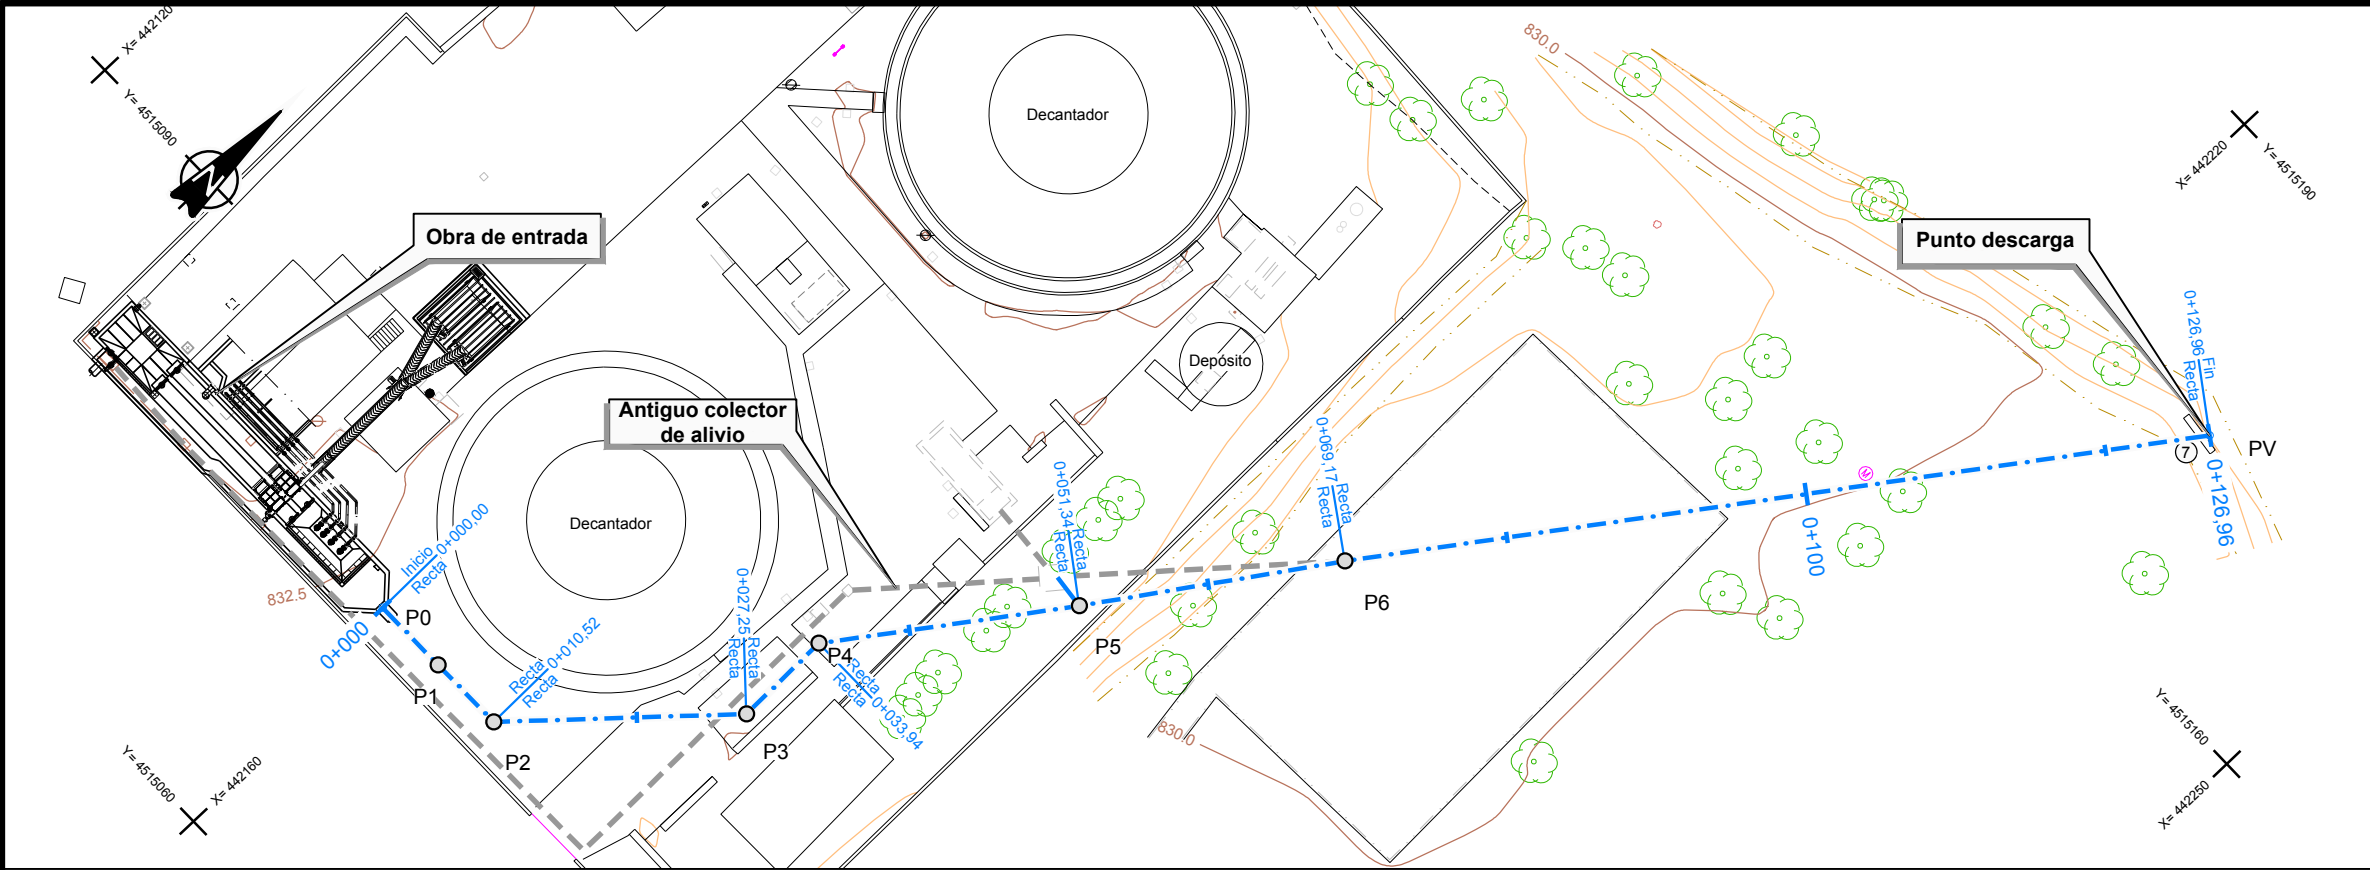 X= 442120
Y= 4515090
830.0
Decantador
X= 442220
Y= 4515190
Obra de entrada
Punto descarga
0+126,96
Fin
Recta
Depósito
Antiguo colector
de alivio
Decantador
0+069,17
Recta
Recta
0+051,34
Recta
Recta
PV
7
0+126,96
M
0+100
Inicio
0+000,00
Recta
832.5
0+000
P0
P1
Recta
0+010,52
Recta
P2
0+027,25
Recta
Recta
P3
P4
Recta
0+033,94
Recta
P5
P6
830.0
Y= 4515060
X= 442160
Y= 4515160
X= 442250